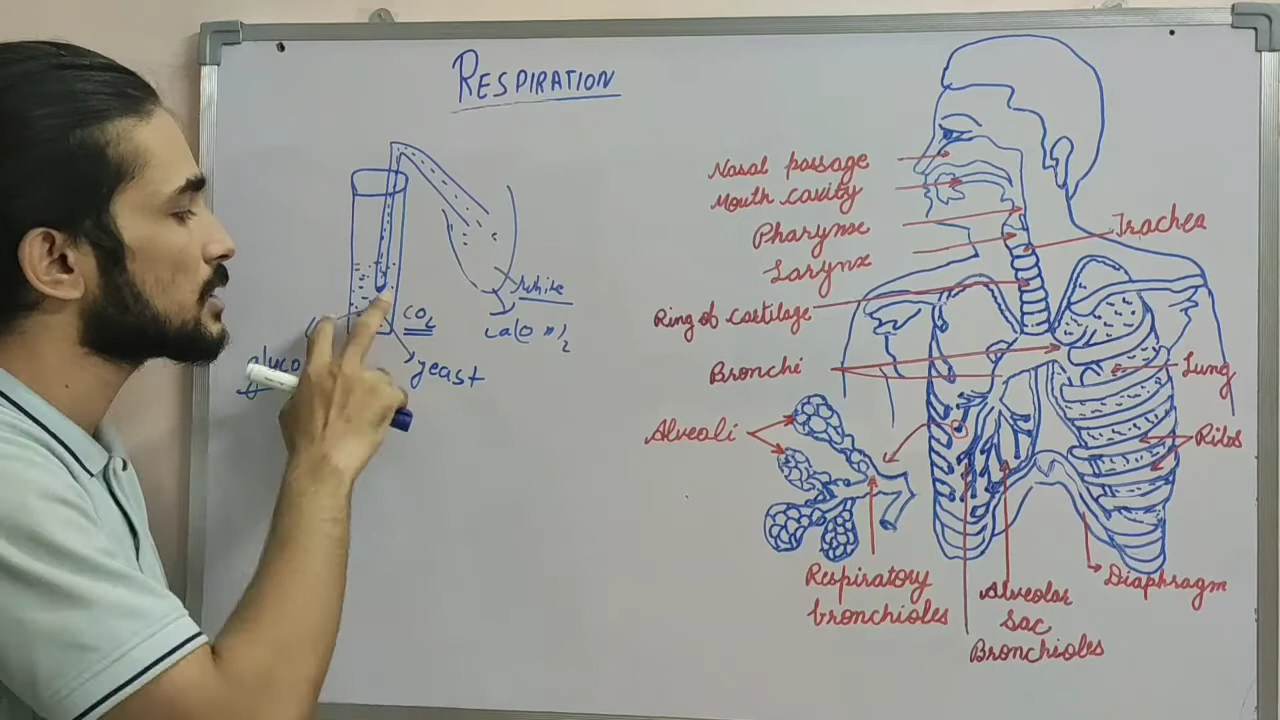 RESPIRATION
CO2
yeast
gluco
White
Ca(OH)2
Nasal passage
Mouth cavity
Pharynx
Larynx
Ring of cartilage
Bronchi
Alveoli
Trachea
Lung
Ribs
Diaphragm
Respiratory
bronchioles
Alveolar
Sac
Bronchioles